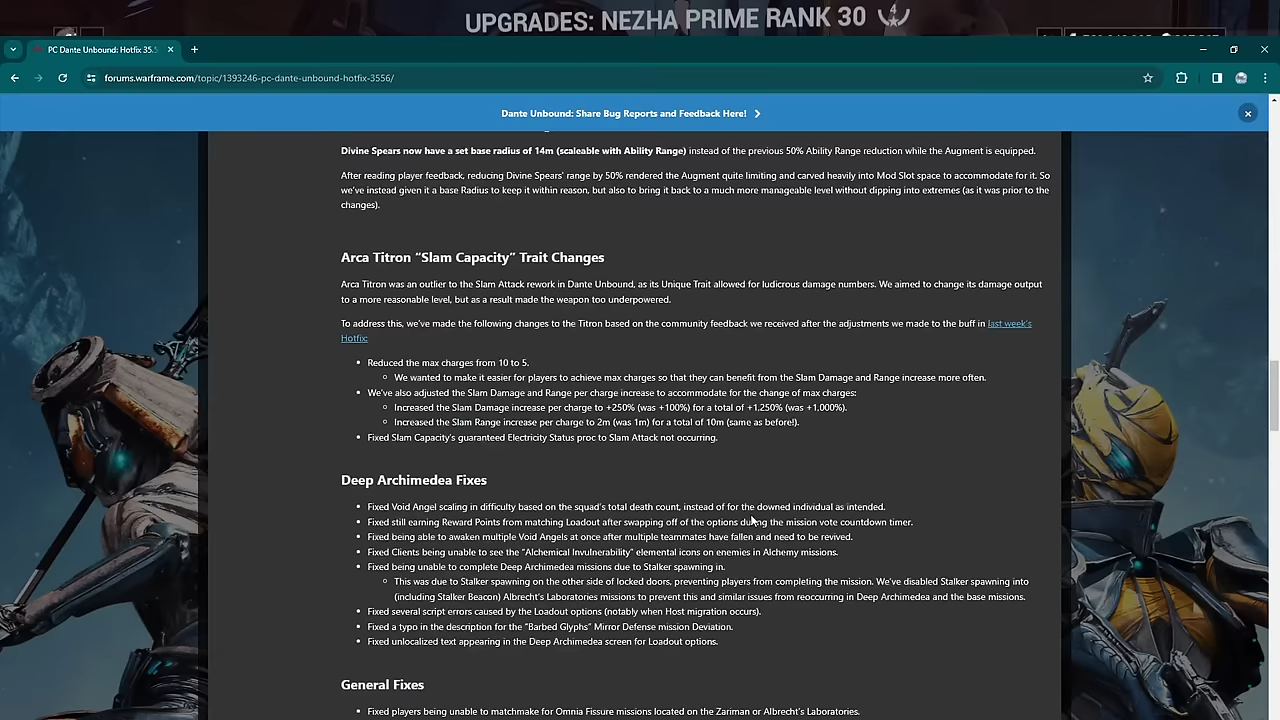 UPGRADES: NEZHA PRIME RANK 30
PC Dante Unbound: Hotfix 35.5
forums.warframe.com/topic/1393246-pc-dante-unbound-hotfix-3556/
Dante Unbound: Share Bug Reports and Feedback Here!
Divine Spears now have a set base radius of 14m (scaleable with Ability Range) instead of the previous 50% Ability Range reduction while the Augment is equipped.
After reading player feedback, reducing Divine Spears' range by 50% rendered the Augment quite limiting and carved heavily into Mod Slot space to accommodate for it. So
we've instead given it a base Radius to keep it within reason, but also to bring it back to a much more manageable level without dipping into extremes (as it was prior to the
changes).
Arca Titron “Slam Capacity” Trait Changes
Arca Titron was an outlier to the Slam Attack rework in Dante Unbound, as its Unique Trait allowed for ludicrous damage numbers. We aimed to change its damage output
to a more reasonable level, but as a result made the weapon too underpowered.
To address this, we've made the following changes to the Titron based on the community feedback we received after the adjustments we made to the buff in last week's
Hotfix:
Reduced the max charges from 10 to 5.
We wanted to make it easier for players to achieve max charges so that they can benefit from the Slam Damage and Range increase more often.
We've also adjusted the Slam Damage and Range per charge increase to accommodate for the change of max charges:
Increased the Slam Damage increase per charge to +250% (was +100%) for a total of +1,250% (was +1,000%).
Increased the Slam Range increase per charge to 2m (was 1m) for a total of 10m (same as before!).
Fixed Slam Capacity's guaranteed Electricity Status proc to Slam Attack not occurring.
Deep Archimedea Fixes
Fixed Void Angel scaling in difficulty based on the squad's total death count, instead of for the downed individual as intended.
Fixed still earning Reward Points from matching Loadout after swapping off of the options during the mission vote countdown timer.
Fixed being able to awaken multiple Void Angels at once after multiple teammates have fallen and need to be revived.
Fixed Clients being unable to see the “Alchemical Invulnerability” elemental icons on enemies in Alchemy missions.
Fixed being unable to complete Deep Archimedea missions due to Stalker spawning in.
This was due to Stalker spawning on the other side of locked doors, preventing players from completing the mission. We've disabled Stalker spawning into
(including Stalker Beacon) Albrecht's Laboratories missions to prevent this and similar issues from reoccurring in Deep Archimedea and the base missions.
Fixed several script errors caused by the Loadout options (notably when Host migration occurs).
Fixed a typo in the description for the “Barbed Glyphs” Mirror Defense mission Deviation.
Fixed unlocalized text appearing in the Deep Archimedea screen for Loadout options.
General Fixes
Fixed players being unable to matchmake for Omnia Fissure missions located on the Zariman or Albrecht's Laboratories.